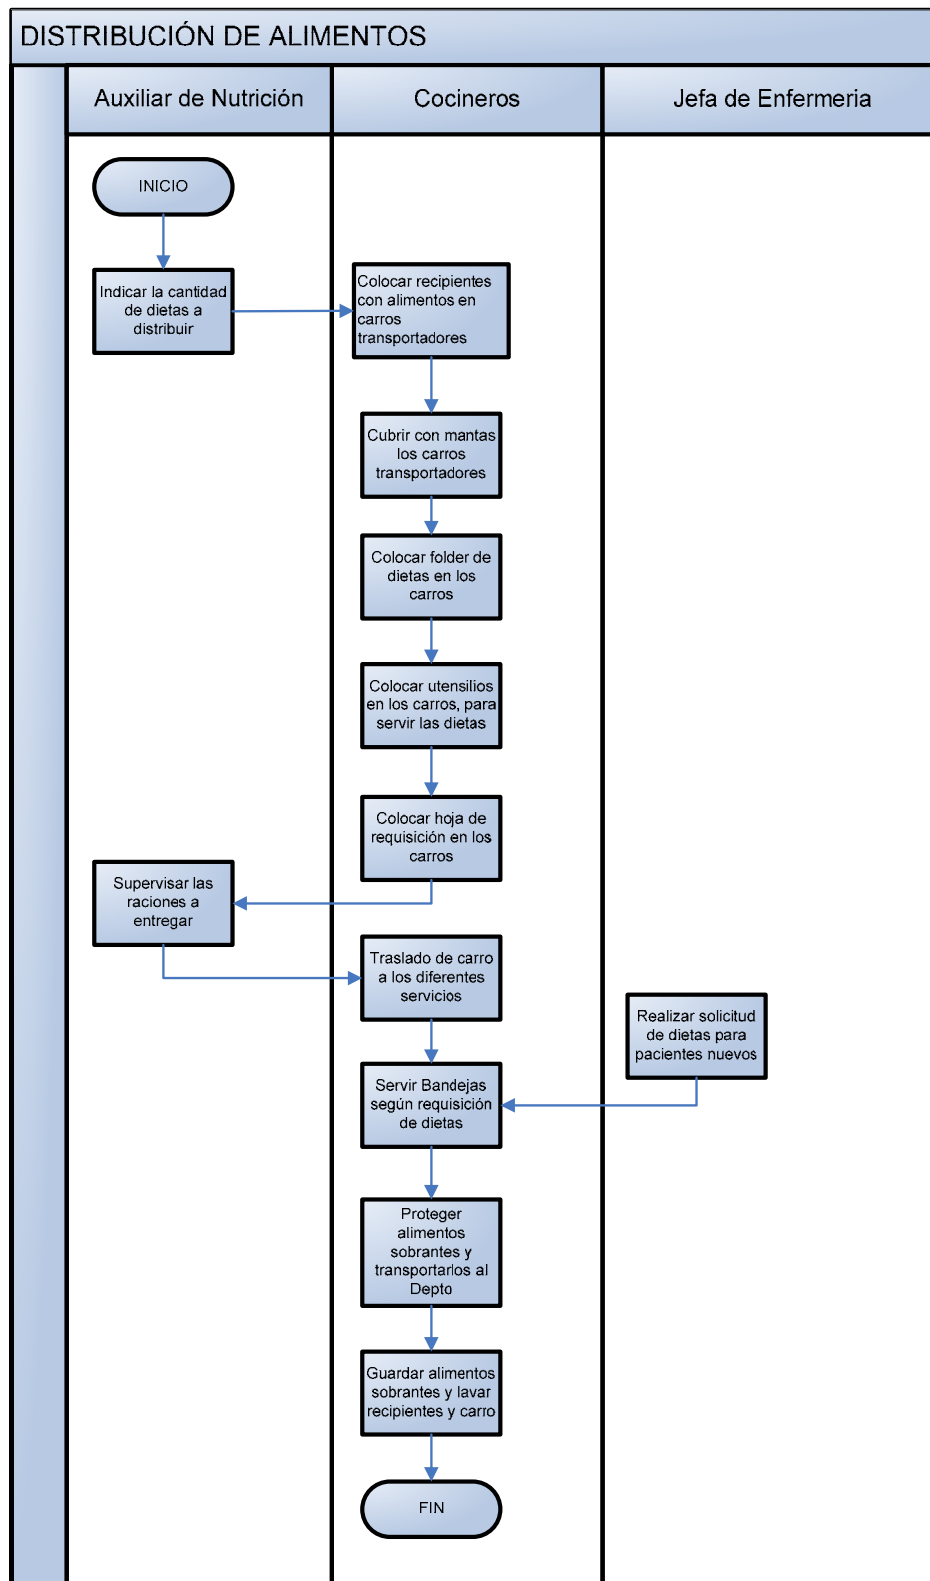 DISTRIBUCIÓN DE ALIMENTOS
Auxiliar de Nutrición
Cocineros
Jefa de Enfermeria
INICIO
Indicar la cantidad
de dietas a
distribuir
Colocar recipientes
con alimentos en
carros
transportadores
Cubrir con mantas
los carros
transportadores
Colocar folder de
dietas en los
carros
Colocar utensilios
en los carros, para
servir las dietas
Colocar hoja de
requisición en los
carros
Supervisar las
raciones a
entregar
Traslado de carro
a los diferentes
servicios
Realizar solicitud
de dietas para
pacientes nuevos
Servir Bandejas
según requisición
de dietas
Proteger
alimentos
sobrantes y
transportarlos al
Depto
Guardar alimentos
sobrantes y lavar
recipientes y carro
FIN